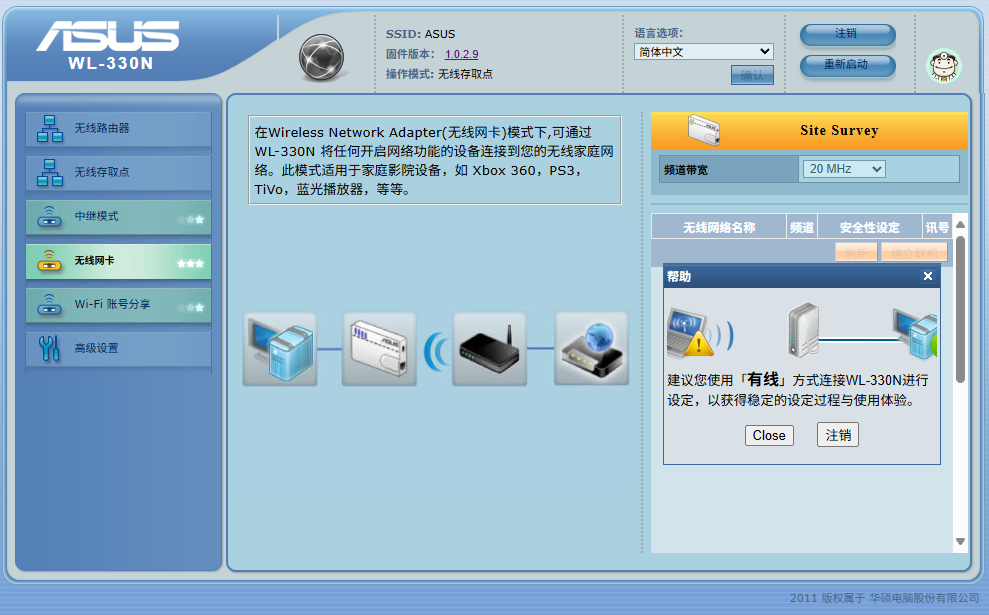 ASUS
WL-330N
SSID: ASUS
固件版本: 1.0.2.9
操作模式: 无线存取点
语言选项:
简体中文
确认
注销
重新启动
无线路由器
无线存取点
中继模式
无线网卡
Wi-Fi 账号分享
高级设置
在Wireless Network Adapter(无线网卡)模式下,可通过
WL-330N 将任何开启网络功能的设备连接到您的无线家庭网
络。此模式适用于家庭影院设备，如 Xbox 360，PS3，
TiVo，蓝光播放器，等等。
Site Survey
频道带宽 20 MHz
无线网络名称 频道 安全性设定 讯号
刷新 建立联机
帮助
建议您使用「有线」方式连接WL-330N进行
设定，以获得稳定的设定过程与使用体验。
Close 注销
2011 版权属于 华硕电脑股份有限公司